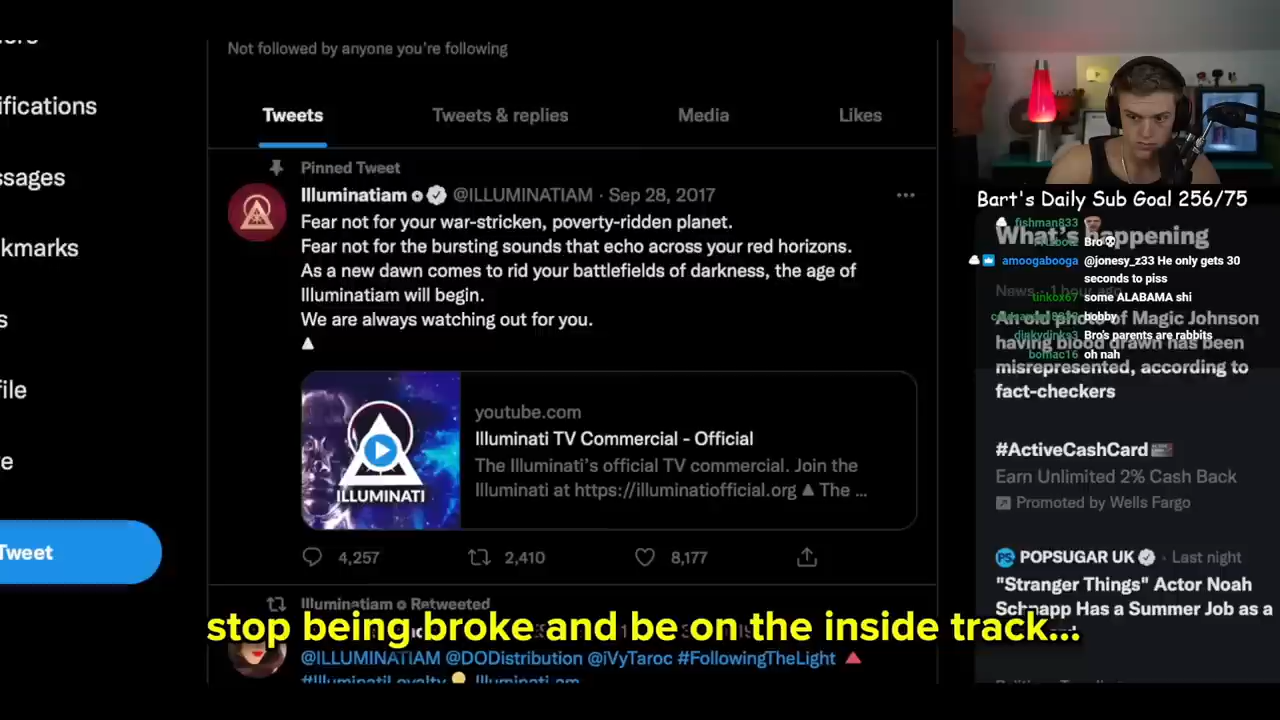 Not followed by anyone you're following
ifications
ssages
kmarks
s
file
e
Tweet
Tweets
Tweets & replies
Media
Likes
Pinned Tweet
Illuminatiam @ILLUMINATIAM · Sep 28, 2017
Fear not for your war-stricken, poverty-ridden planet.
Fear not for the bursting sounds that echo across your red horizons.
As a new dawn comes to rid your battlefields of darkness, the age of
Illuminatiam will begin.
We are always watching out for you.
ILLUMINATI
youtube.com
Illuminati TV Commercial - Official
The Illuminati's official TV commercial. Join the
Illuminati at https://illuminatiofficial.org ▲ The ...
4,257
2,410
8,177
Illuminatiam Retweeted
stop being broke and be on the inside track...
@ILLUMINATIAM @DODistribution @iVyTaroc #FollowingTheLight
#IlluminatiLoyalty Illuminati.am
Bart's Daily Sub Goal 256/75
fishman833
What's happening
Bro
amoogabooga @jonesy_z33 He only gets 30
seconds to piss
News · 1 hour ago
tinkox67 some ALABAMA shi
bobby
An old photo of Magic Johnson
dinkydinks3 Bro's parents are rabbits
having blood drawn has been
bomac16 oh nah
misrepresented, according to
fact-checkers
#ActiveCashCard
Earn Unlimited 2% Cash Back
Promoted by Wells Fargo
POPSUGAR UK · Last night
"Stranger Things" Actor Noah
Schnapp Has a Summer Job as a